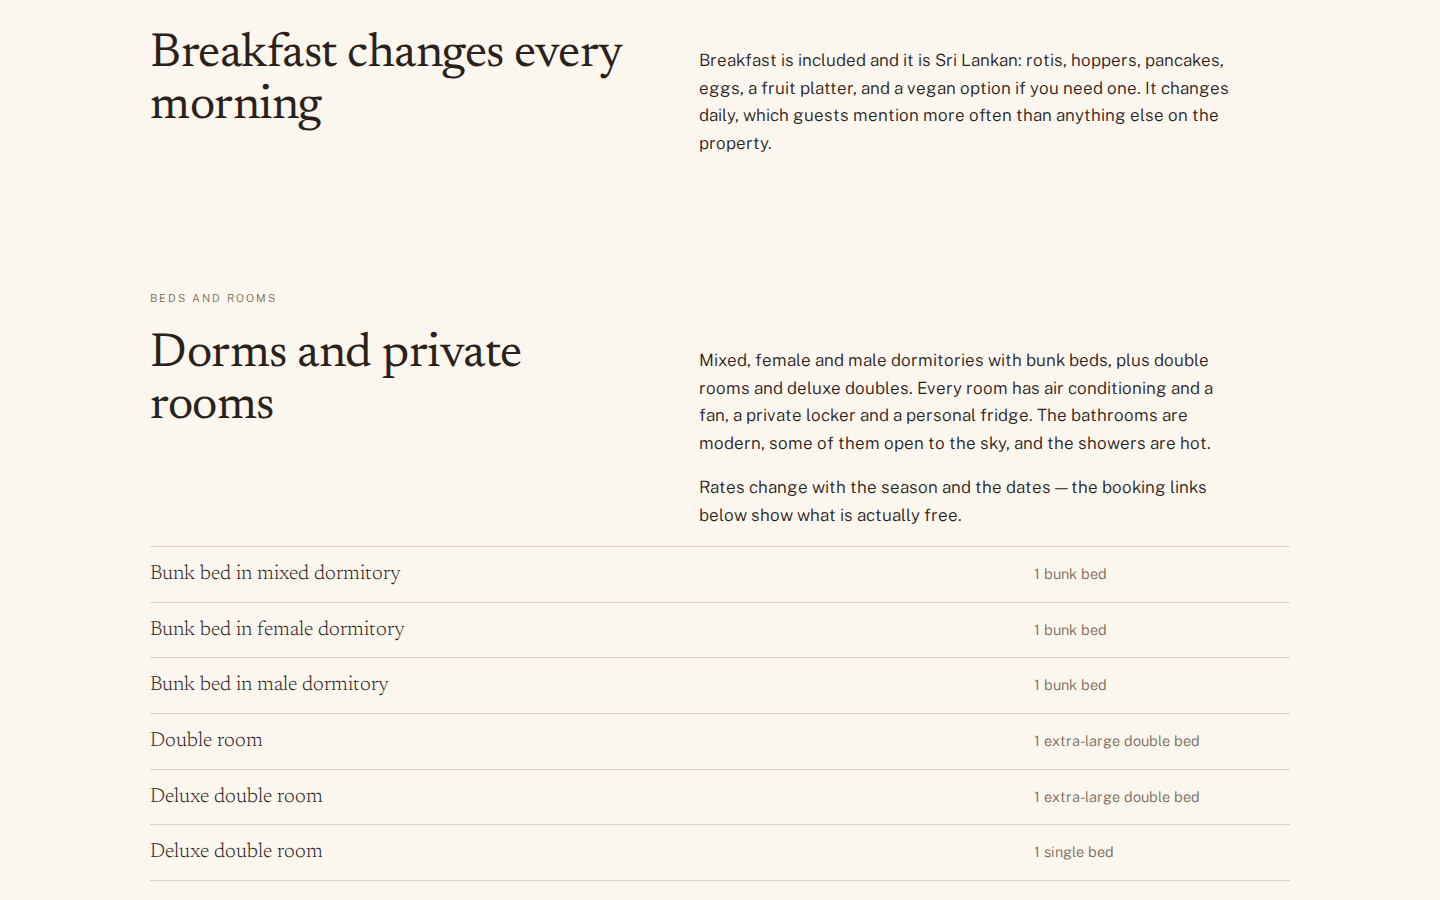 Breakfast changes every
morning
Breakfast is included and it is Sri Lankan: rotis, hoppers, pancakes,
eggs, a fruit platter, and a vegan option if you need one. It changes
daily, which guests mention more often than anything else on the
property.
BEDS AND ROOMS
Dorms and private
rooms
Mixed, female and male dormitories with bunk beds, plus double
rooms and deluxe doubles. Every room has air conditioning and a
fan, a private locker and a personal fridge. The bathrooms are
modern, some of them open to the sky, and the showers are hot.
Rates change with the season and the dates — the booking links
below show what is actually free.
Bunk bed in mixed dormitory 1 bunk bed
Bunk bed in female dormitory 1 bunk bed
Bunk bed in male dormitory 1 bunk bed
Double room 1 extra-large double bed
Deluxe double room 1 extra-large double bed
Deluxe double room 1 single bed